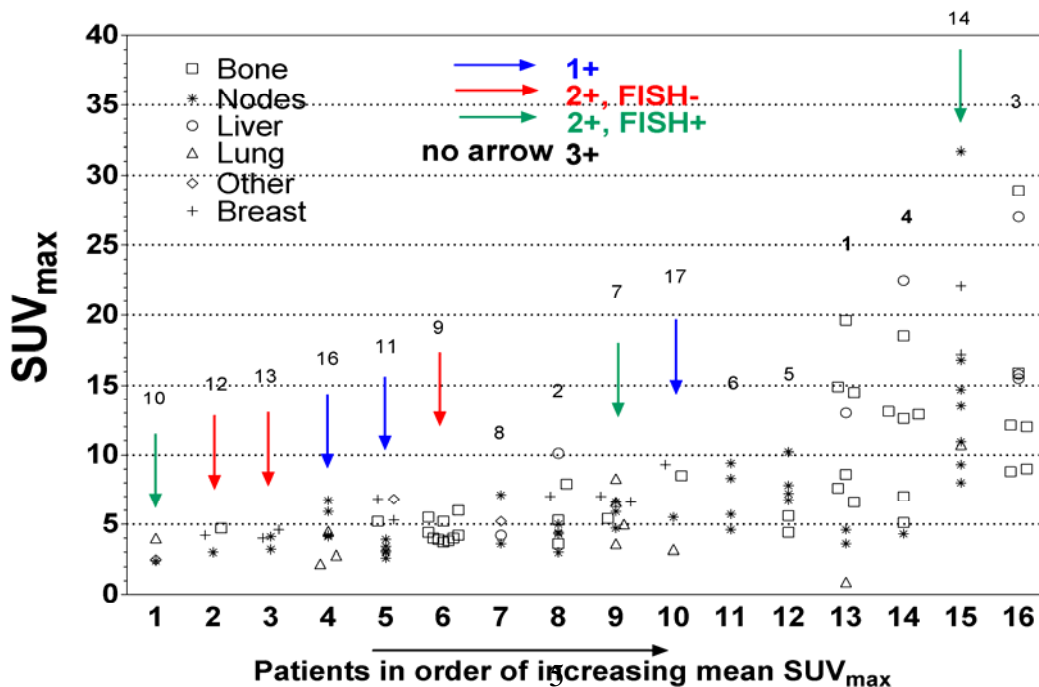 14
40
Bone
1+
Nodes
2+, FISH-
35
3
Liver
2+, FISH+
Lung
no arrow 3+
30
Other
Breast
4
25
1
17
7
20
9
11
16
6
5
15
12
13
2
10
8
10
5
0
1 2 3 4 5 6 7 8 9 10 11 12 13 14 15 16
SUVmax
Patients in order of increasing mean SUVmax
5